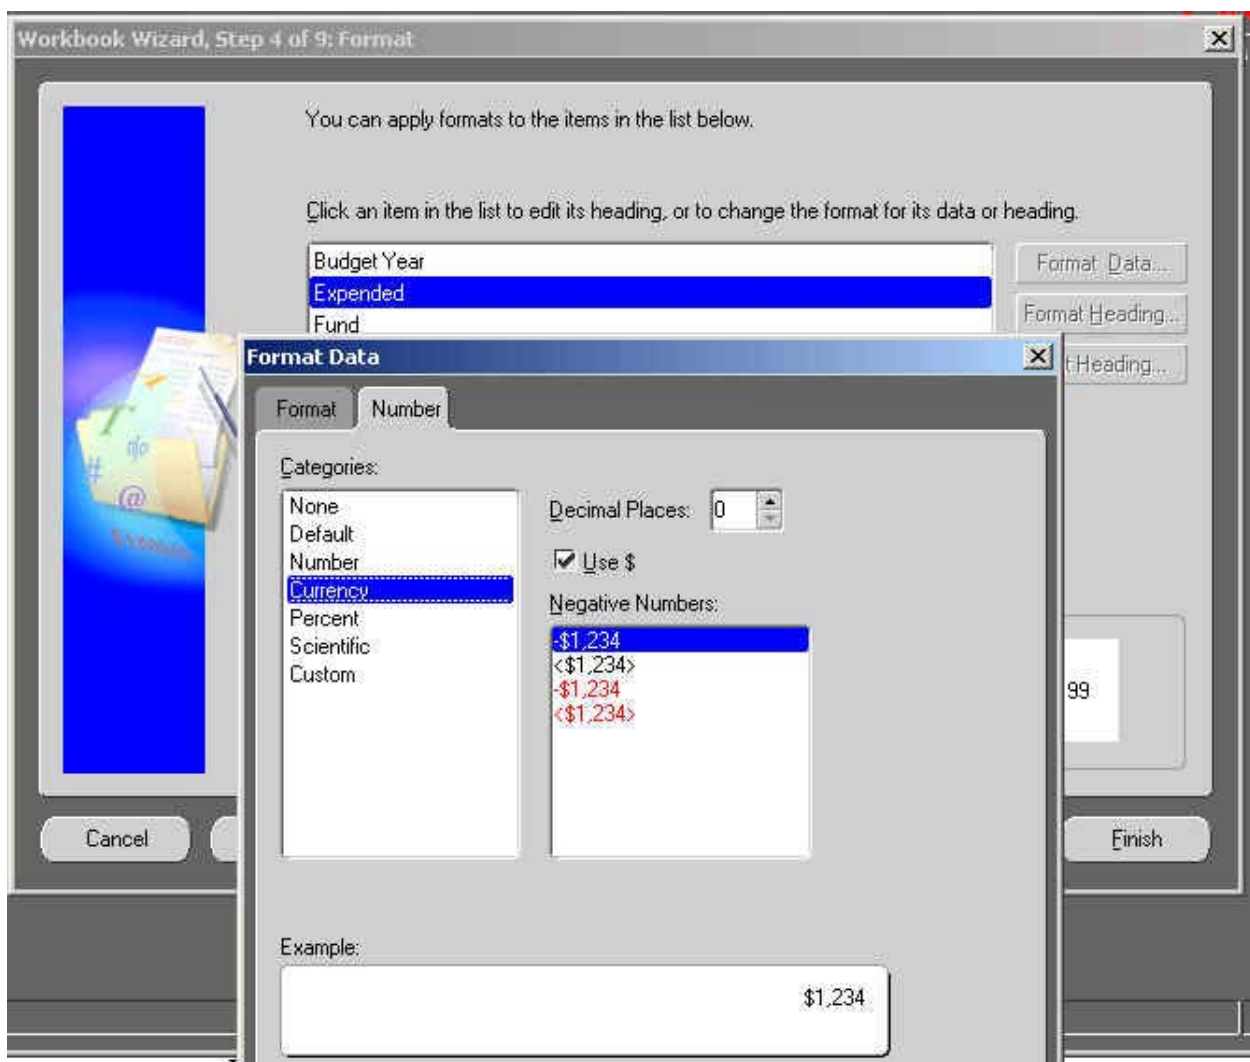 Workbook Wizard, Step 4 of 9: Format
You can apply formats to the items in the list below.
Click an item in the list to edit its heading, or to change the format for its data or heading.
Budget Year
Expended
Fund
Format Data...
Format Heading...
t Heading...
Format Data
Format
Number
Categories:
None
Default
Number
Currency
Percent
Scientific
Custom
Decimal Places: 0
Use $
Negative Numbers:
-$1,234
<$1,234>
-$1,234
<$1,234>
99
#
@
Cancel
Finish
Example:
$1,234